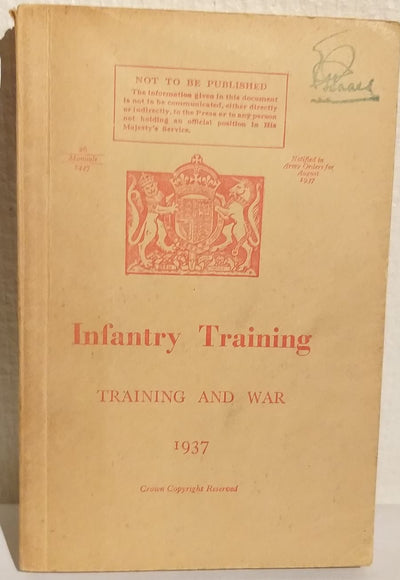 NOT TO BE PUBLISHED
The information given in this document
is not to be communicated, either directly
or indirectly, to the Press or to any person
not holding an official position in His
Majesty's Service.
26
Manuals
1447
Notified in
Army Orders for
August
1937
Infantry Training
TRAINING AND WAR
1937
Crown Copyright Reserved